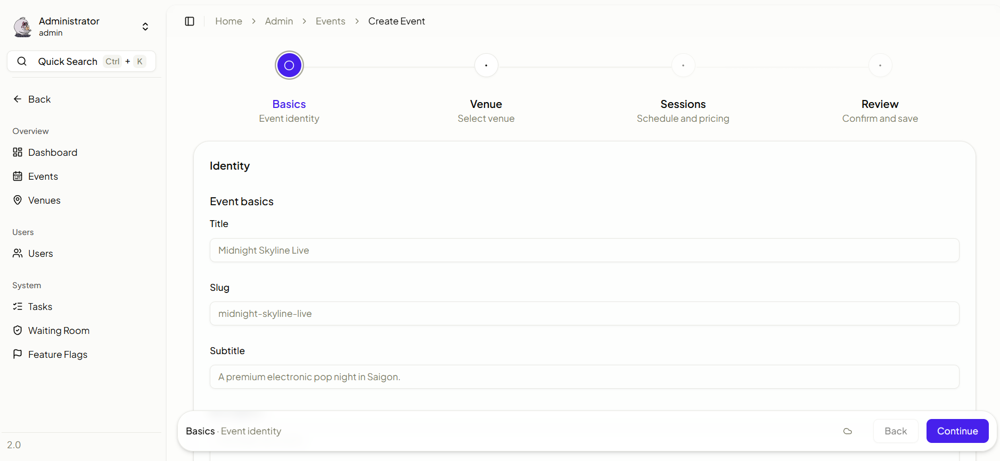 Administrator
admin
Quick Search Ctrl + K
Back
Overview
Dashboard
Events
Venues
Users
Users
System
Tasks
Waiting Room
Feature Flags
2.0
Home > Admin > Events > Create Event
Basics
Event identity
Venue
Select venue
Sessions
Schedule and pricing
Review
Confirm and save
Identity
Event basics
Title
Midnight Skyline Live
Slug
midnight-skyline-live
Subtitle
A premium electronic pop night in Saigon.
Basics · Event identity
Back
Continue